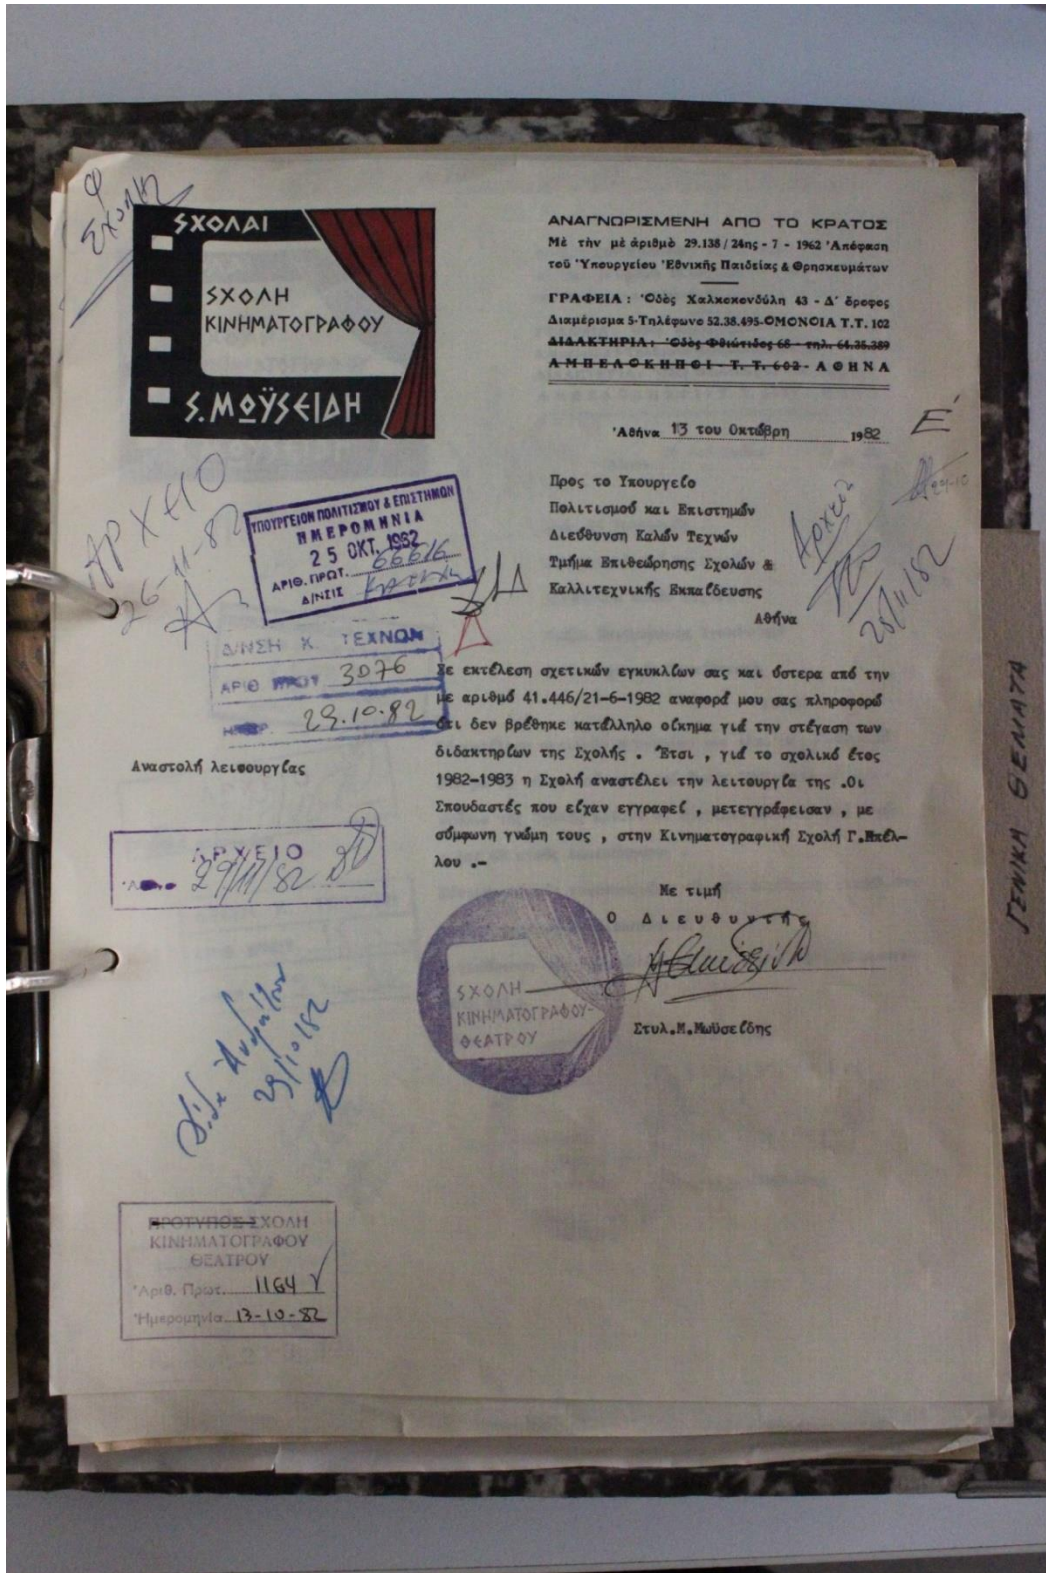 Φ
ΣΧΟΛΗ
ΣΧΟΛΑΙ
ΣΧΟΛΗ
ΚΙΝΗΜΑΤΟΓΡΑΦΟΥ
Σ. ΜΩΫΣΕΙΔΗ
ΑΝΑΓΝΩΡΙΣΜΕΝΗ ΑΠΟ ΤΟ ΚΡΑΤΟΣ
Μὲ τὴν μὲ ἀριθμὸ 29.138/24ης - 7 - 1962 Ἀπόφαση
τοῦ Ὑπουργείου Ἐθνικῆς Παιδείας & Θρησκευμάτων
ΓΡΑΦΕΙΑ : Ὁδὸς Χαλκοκονδύλη 43 - Δ' ὄροφος
Διαμέρισμα 5-Τηλέφωνο 52.38.495-ΟΜΟΝΟΙΑ Τ.Τ. 102
ΔΙΔΑΚΤΗΡΙΑ : Ὁδὸς Φθιώτιδος 68 - τηλ. 64.35.389
ΑΜΠΕΛΟΚΗΠΟΙ - Τ. Τ. 602 - ΑΘΗΝΑ
Ἀθήνα 13 του Οκτώβρη 1982
Ε'
ΑΡΧΕΙΟ
26-11-82
ΥΠΟΥΡΓΕΙΟΝ ΠΟΛΙΤΙΣΜΟΥ & ΕΠΙΣΤΗΜΩΝ
ΗΜΕΡΟΜΗΝΙΑ
25 ΟΚΤ. 1982
ΑΡΙΘ. ΠΡΩΤ. 66616
Δ/ΝΣΙΣ
Προς το Υπουργείο
Πολιτισμού και Επιστημών
Διεύθυνση Καλών Τεχνών
Τμήμα Επιθεώρησης Σχολών &
Καλλιτεχνικής Εκπαίδευσης
Αθήνα
Αρχείο
25/11/82
29-10
Δ/ΝΣΗ Κ. ΤΕΧΝΩΝ
ΑΡΙΘ ΠΡΩΤ 3076
ΗΜΕΡ. 29.10.82
Σε εκτέλεση σχετικών εγκυκλίων σας και ύστερα από την
με αριθμό 41.446/21-6-1982 αναφορά μου σας πληροφορώ
ότι δεν βρέθηκε κατάλληλο οίκημα γιά την στέγαση των
διδακτηρίων της Σχολής . Έτσι , γιά το σχολικό έτος
1982-1983 η Σχολή αναστέλει την λειτουργία της .Οι
Σπουδαστές που είχαν εγγραφεί , μετεγγράφεισαν , με
σύμφωνη γνώμη τους , στην Κινηματογραφική Σχολή Γ.Μπέλ-
λου .-
Αναστολή λειτουργίας
ΑΡΧΕΙΟ
29/11/82
Με τιμή
Ο Διευθυντής
ΣΧΟΛΗ
ΚΙΝΗΜΑΤΟΓΡΑΦΟΥ-
ΘΕΑΤΡΟΥ
Στυλ.Μ.Μωϋσείδης
29/10/82
ΠΡΟΤΥΠΟΣ ΣΧΟΛΗ
ΚΙΝΗΜΑΤΟΓΡΑΦΟΥ
ΘΕΑΤΡΟΥ
Ἀριθ. Πρωτ. 1164
Ἡμερομηνία 13-10-82
ΓΕΝΙΚΑ ΘΕΜΑΤΑ